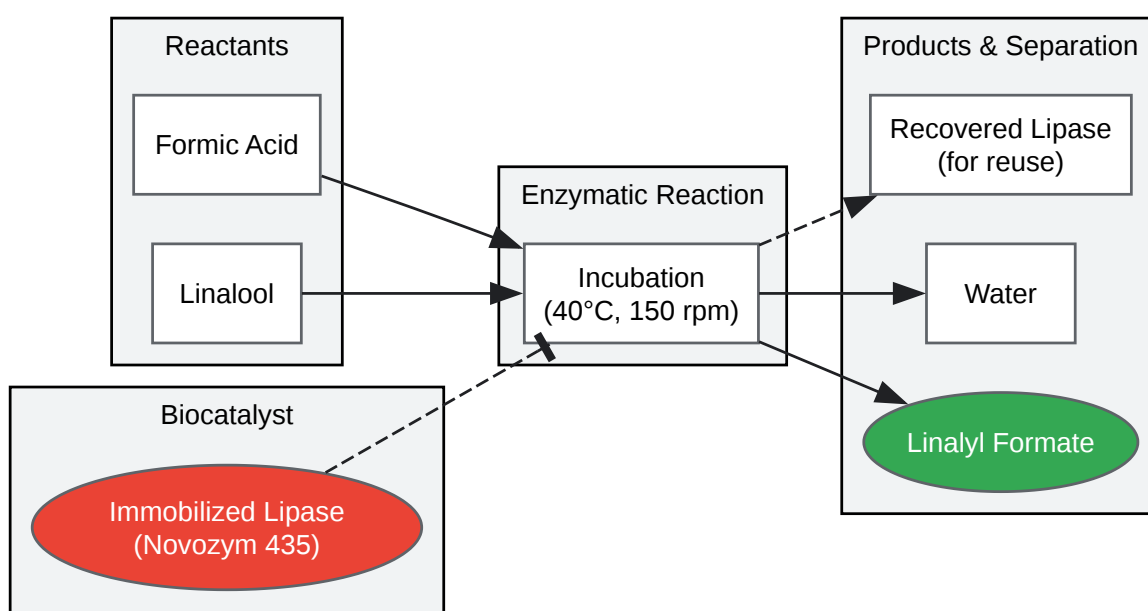 Reactants
Formic Acid
Linalool
Biocatalyst
Immobilized Lipase
(Novozym 435)
Enzymatic Reaction
Incubation
(40°C, 150 rpm)
Products & Separation
Recovered Lipase
(for reuse)
Water
Linalyl Formate